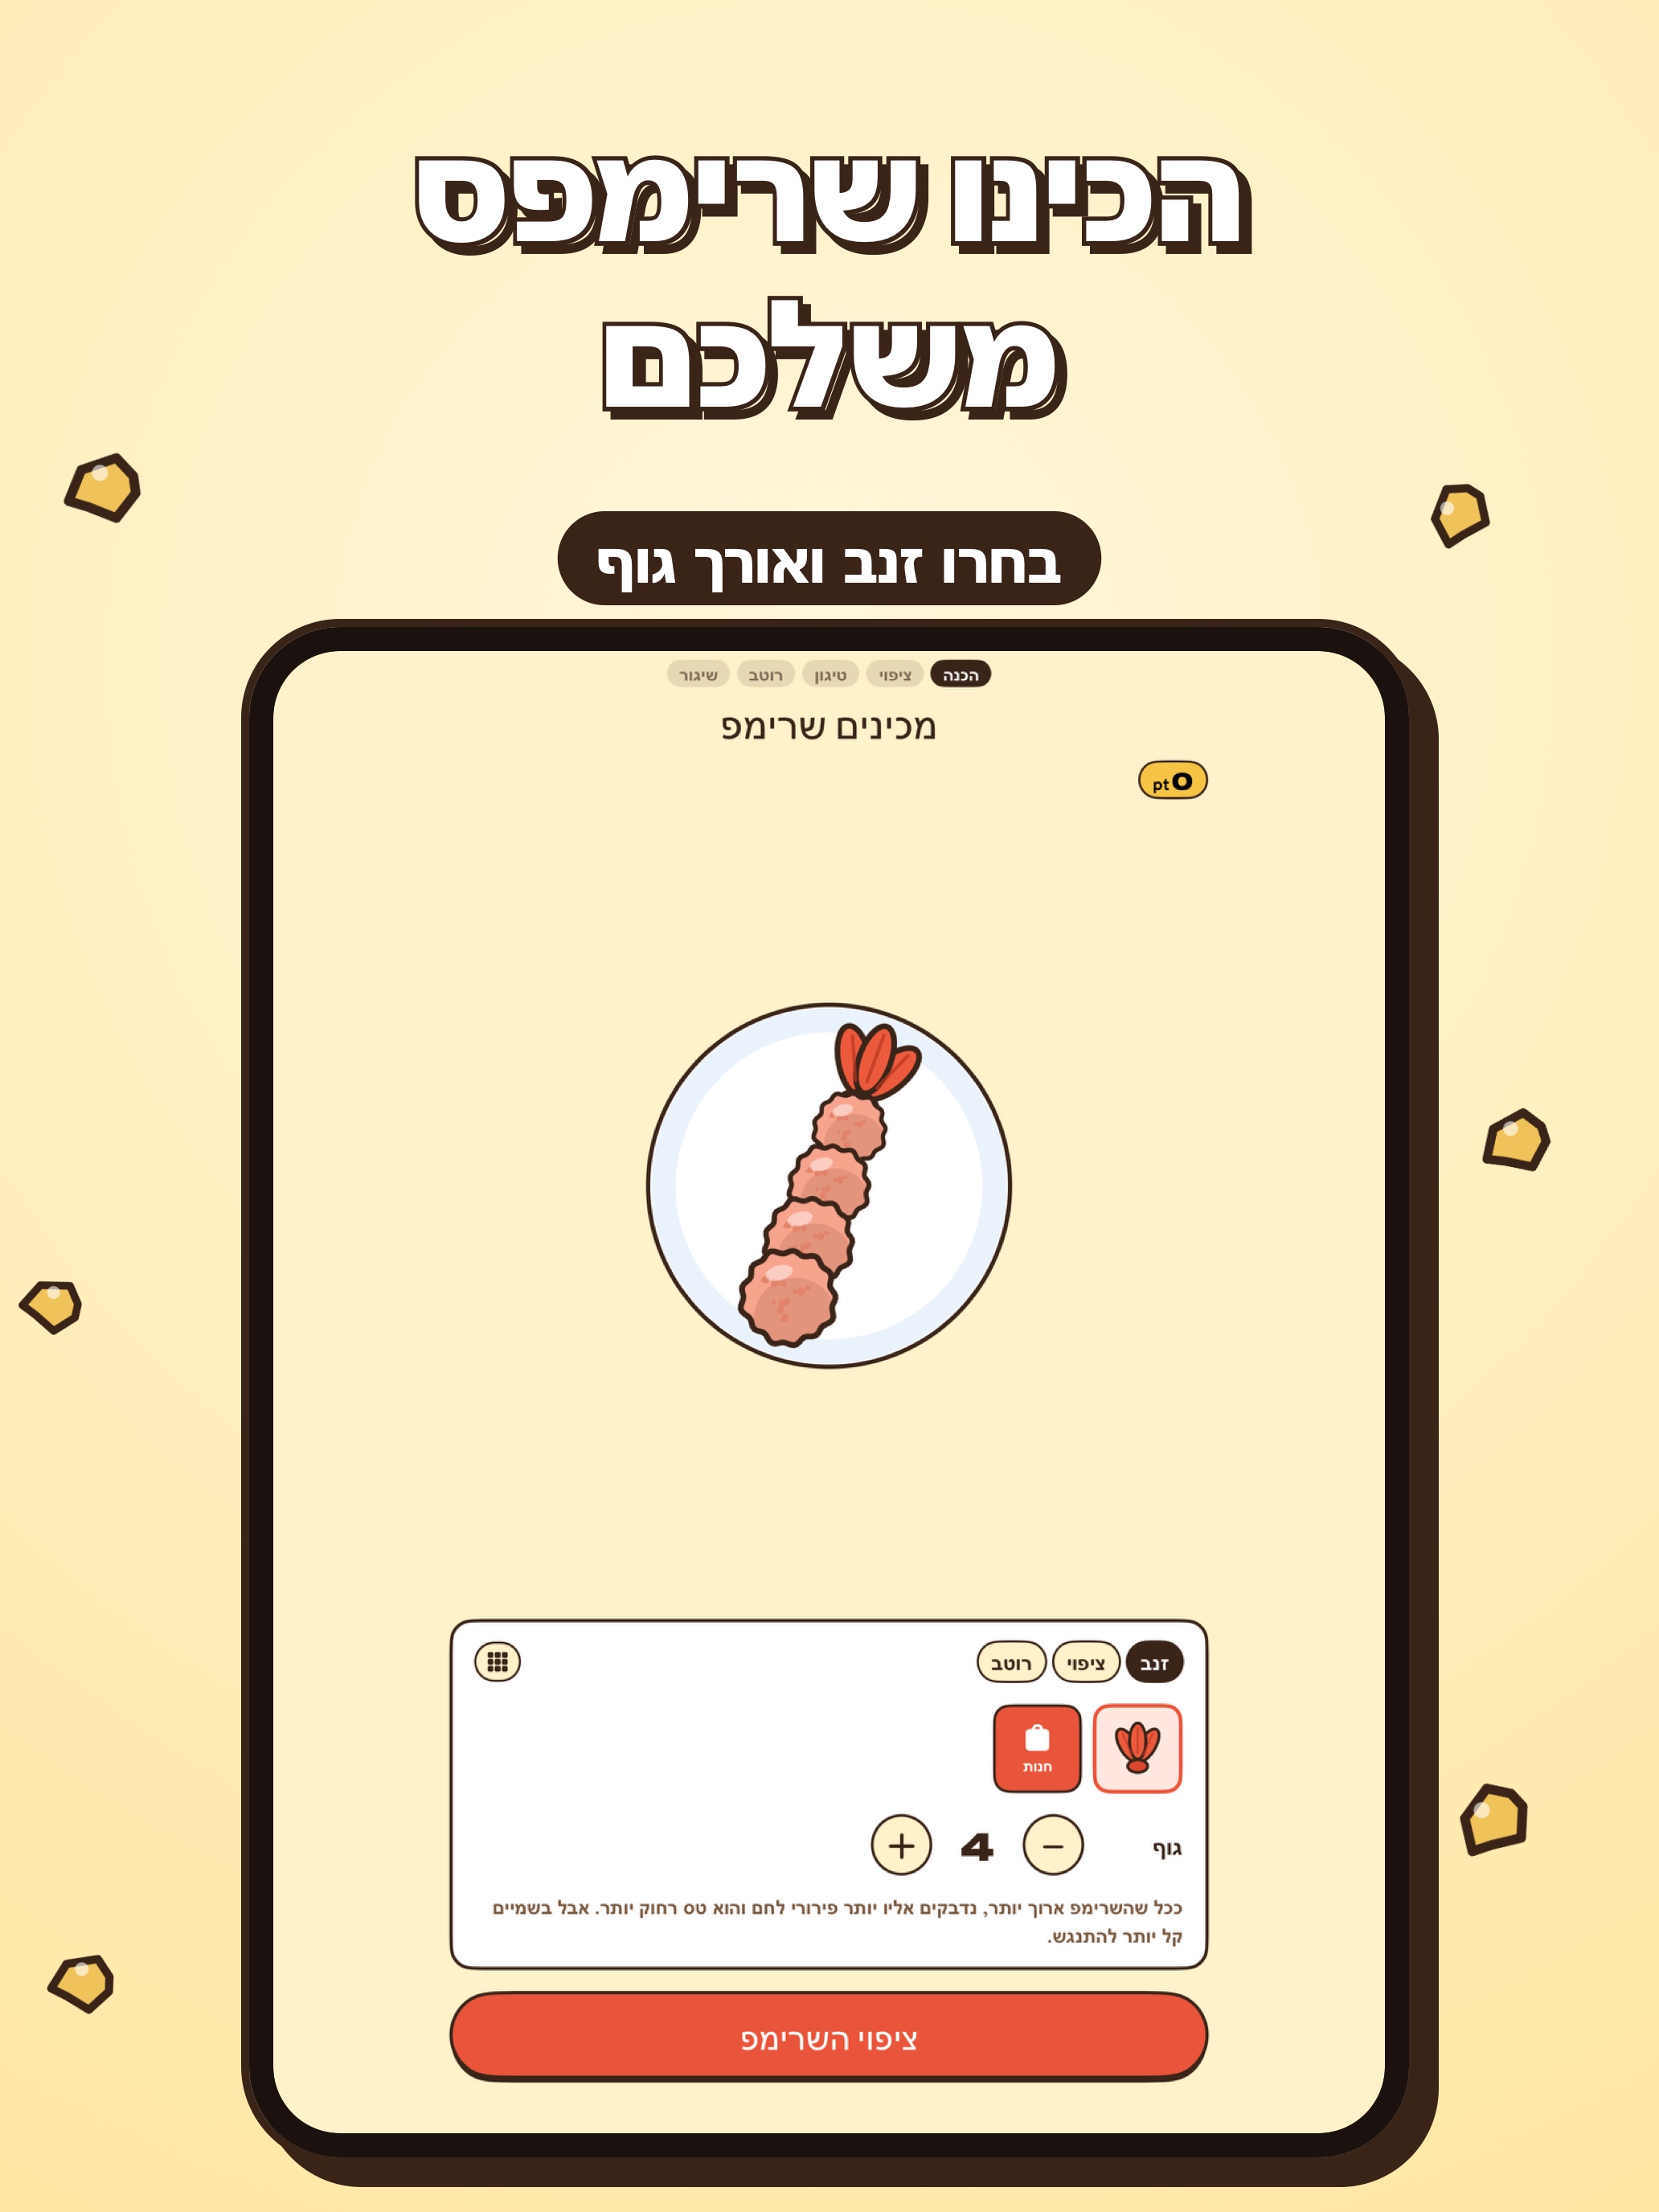 הכינו שרימפס
משלכם
בחרו זנב ואורך גוף
הכנה ציפוי טיגון רוטב שיגור
מכינים שרימפ
0pt
זנב ציפוי רוטב
חנות
גוף − 4 +
ככל שהשרימפ ארוך יותר, נדבקים אליו יותר פירורי לחם והוא טס רחוק יותר. אבל בשמיים
קל יותר להתנגש.
ציפוי השרימפ